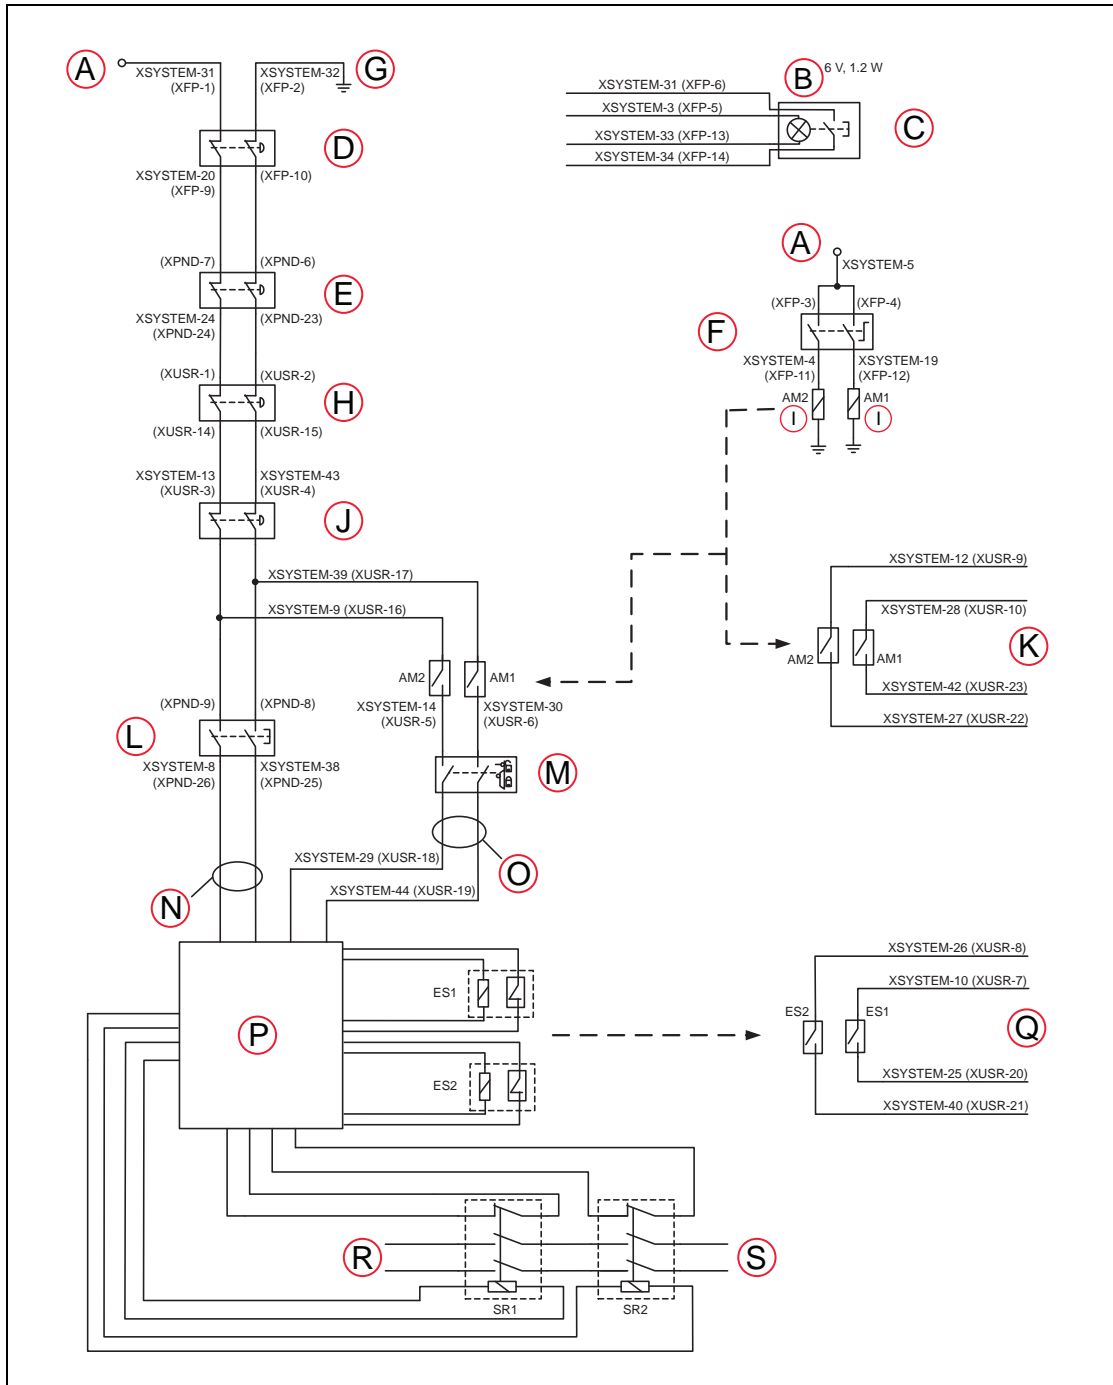 A
XSYSTEM-31
(XFP-1)
XSYSTEM-32
(XFP-2)
G
B
6 V, 1.2 W
XSYSTEM-31 (XFP-6)
XSYSTEM-3 (XFP-5)
XSYSTEM-33 (XFP-13)
XSYSTEM-34 (XFP-14)
C
D
XSYSTEM-20
(XFP-9)
(XFP-10)
(XPND-7)
(XPND-6)
E
XSYSTEM-24
(XPND-24)
(XPND-23)
A
XSYSTEM-5
(XFP-3)
(XFP-4)
F
XSYSTEM-4
(XFP-11)
XSYSTEM-19
(XFP-12)
AM2
I
AM1
I
(XUSR-1)
(XUSR-2)
H
(XUSR-14)
(XUSR-15)
XSYSTEM-13
(XUSR-3)
XSYSTEM-43
(XUSR-4)
J
XSYSTEM-39 (XUSR-17)
XSYSTEM-9 (XUSR-16)
AM2
AM1
XSYSTEM-14
(XUSR-5)
XSYSTEM-30
(XUSR-6)
XSYSTEM-12 (XUSR-9)
XSYSTEM-28 (XUSR-10)
AM2
AM1
K
XSYSTEM-42 (XUSR-23)
XSYSTEM-27 (XUSR-22)
(XPND-9)
(XPND-8)
L
XSYSTEM-8
(XPND-26)
XSYSTEM-38
(XPND-25)
M
XSYSTEM-29 (XUSR-18)
O
XSYSTEM-44 (XUSR-19)
N
P
ES1
ES2
XSYSTEM-26 (XUSR-8)
XSYSTEM-10 (XUSR-7)
ES2
ES1
Q
XSYSTEM-25 (XUSR-20)
XSYSTEM-40 (XUSR-21)
R
S
SR1
SR2